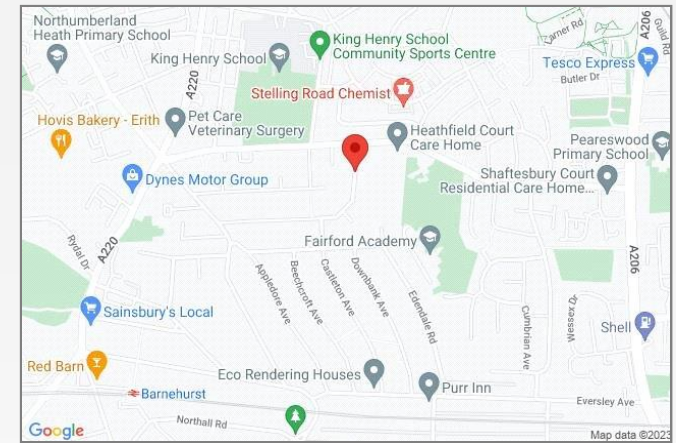 Northumberland
Heath Primary School
King Henry School
A220
King Henry School
Community Sports Centre
Carner Rd
A206
Guild Rd
Tesco Express
Butler Dr
Stelling Road Chemist
Hovis Bakery - Erith
Pet Care
Veterinary Surgery
Heathfield Court
Care Home
Peareswood
Primary School
Shaftesbury Court
Residential Care Home...
Dynes Motor Group
Fairford Academy
Rydal Dr
A220
A206
Appledore Ave
Beechcroft Ave
Castleton Ave
Downbank Ave
Edendale Rd
Cumbrian Ave
Wessex Dr
Sainsbury's Local
Shell
Red Barn
Eco Rendering Houses
Purr Inn
Barnehurst
Eversley Ave
Northall Rd
Google
Map data ©2023